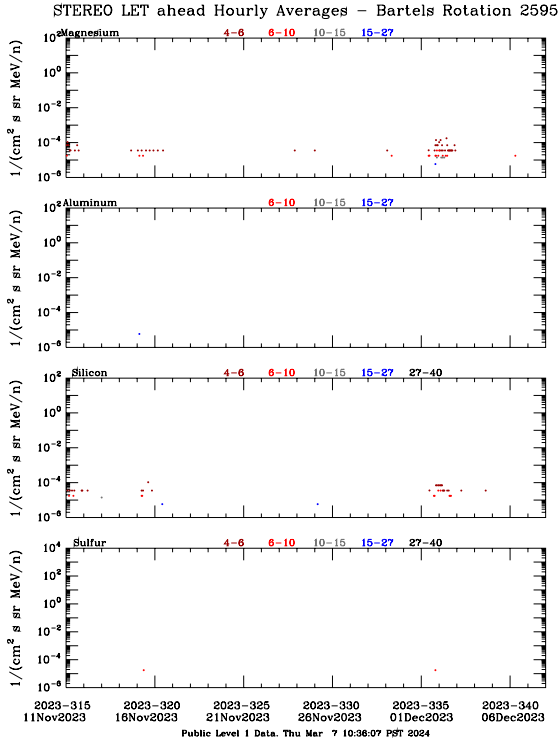 STEREO LET ahead Hourly Averages − Bartels Rotation 2595
Magnesium 4−6 6−10 10−15 15−27
10² 10⁰ 10⁻² 10⁻⁴ 10⁻⁶
1/(cm² s sr MeV/n)
Aluminum 6−10 10−15 15−27
10² 10⁰ 10⁻² 10⁻⁴ 10⁻⁶
1/(cm² s sr MeV/n)
Silicon 4−6 6−10 10−15 15−27 27−40
10² 10⁰ 10⁻² 10⁻⁴ 10⁻⁶
1/(cm² s sr MeV/n)
Sulfur 4−6 6−10 10−15 15−27 27−40
10⁴ 10² 10⁰ 10⁻² 10⁻⁴ 10⁻⁶
1/(cm² s sr MeV/n)
2023−315 2023−320 2023−325 2023−330 2023−335 2023−340
11Nov2023 16Nov2023 21Nov2023 26Nov2023 01Dec2023 06Dec2023
Public Level 1 Data. Thu Mar 7 10:36:07 PST 2024